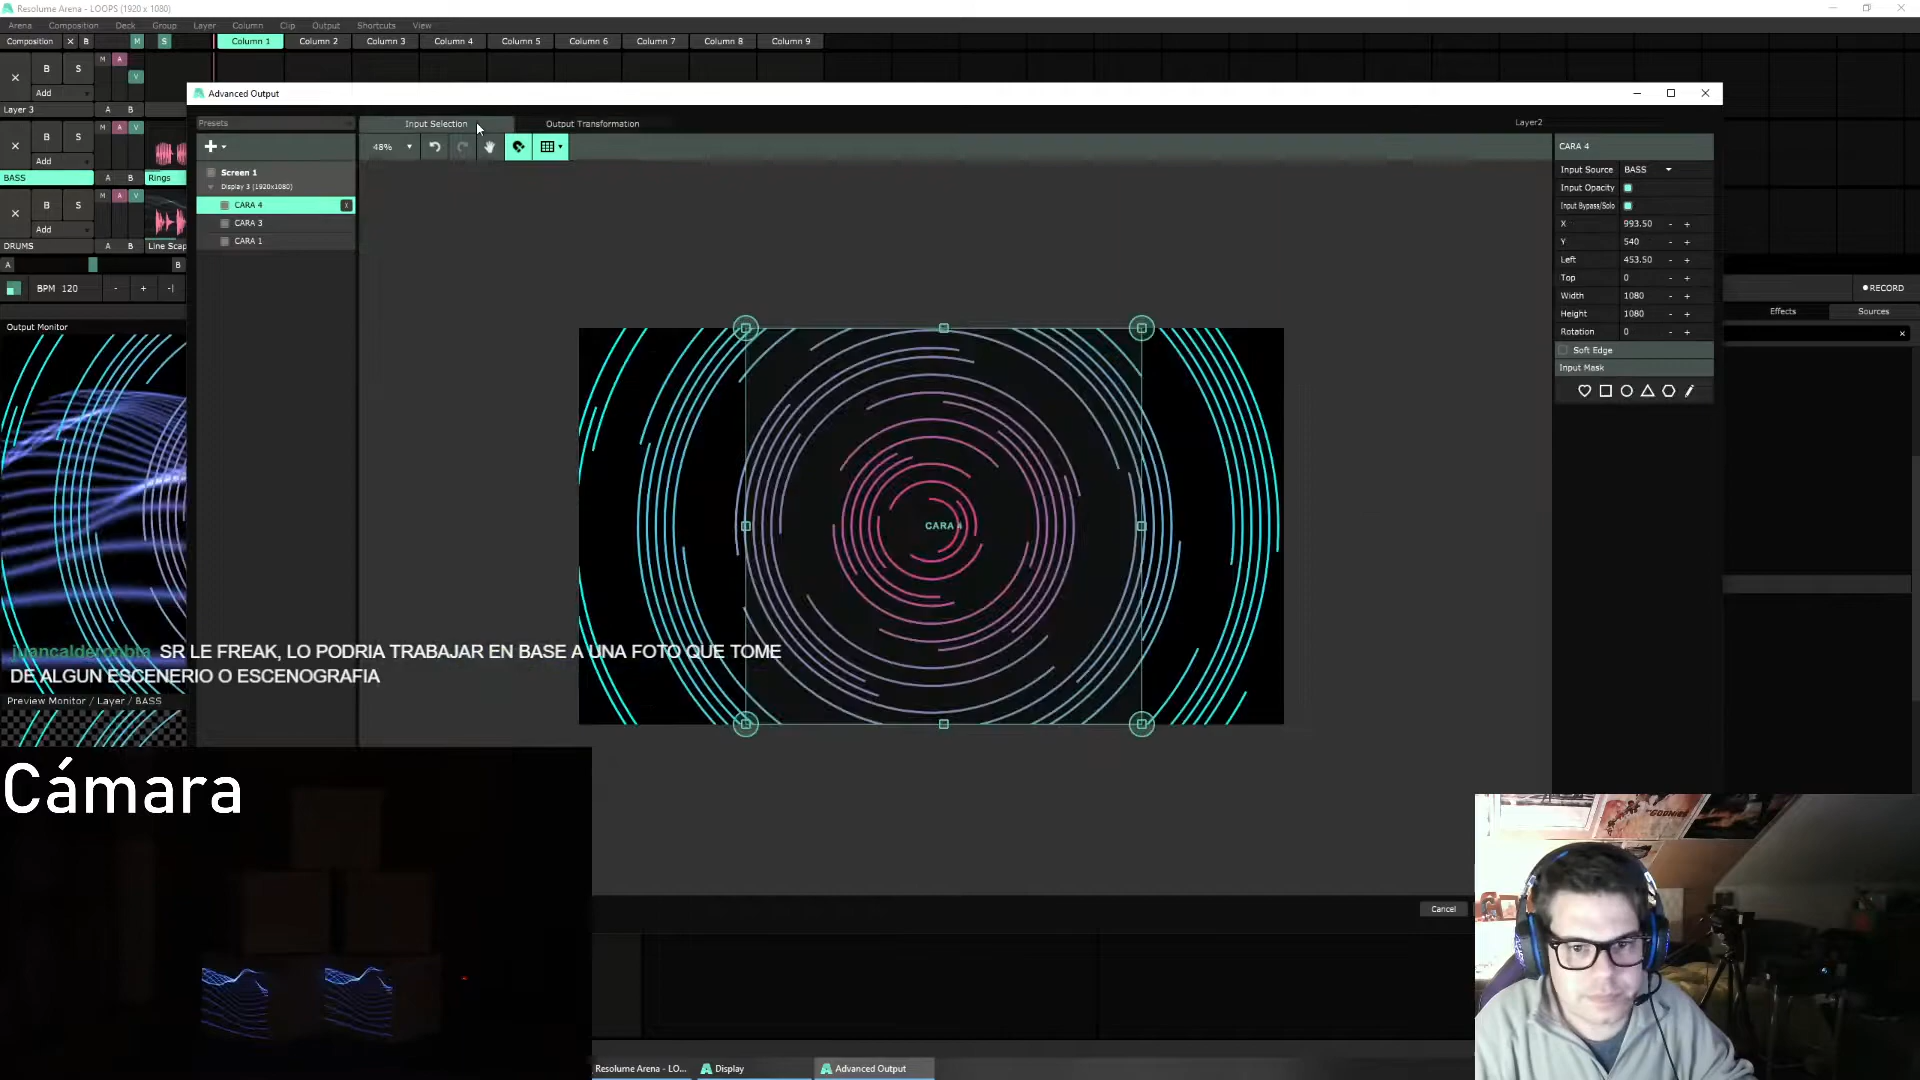 Resolume Arena - LOOPS (1920 x 1080)
Arena Composition Deck Group Layer Column Clip Output Shortcuts View
Composition X B M S Column 1 Column 2 Column 3 Column 4 Column 5 Column 6 Column 7 Column 8 Column 9
B S M A V
Add
Layer 3 A B
Advanced Output
Presets Input Selection Output Transformation Layer2
48%
CARA 4
B S M A V
Add
BASS A B Rings
Screen 1
Display 3 (1920x1080)
CARA 4 X
CARA 3
CARA 1
B S M A V
Add
DRUMS A B Line Scap
A B
BPM 120 - +
Input Source BASS
Input Opacity
Input Bypass/Solo
X 993.50 - +
Y 540 - +
Left 453.50 - +
Top 0 - +
Width 1080 - +
Height 1080 - +
Rotation 0 - +
Soft Edge
Input Mask
RECORD
Effects Sources
Output Monitor
CARA 4
juancalderonbta SR LE FREAK, LO PODRIA TRABAJAR EN BASE A UNA FOTO QUE TOME
DE ALGUN ESCENERIO O ESCENOGRAFIA
Preview Monitor / Layer / BASS
Cámara
Cancel
GOONIES
Resolume Arena - LO... Display Advanced Output